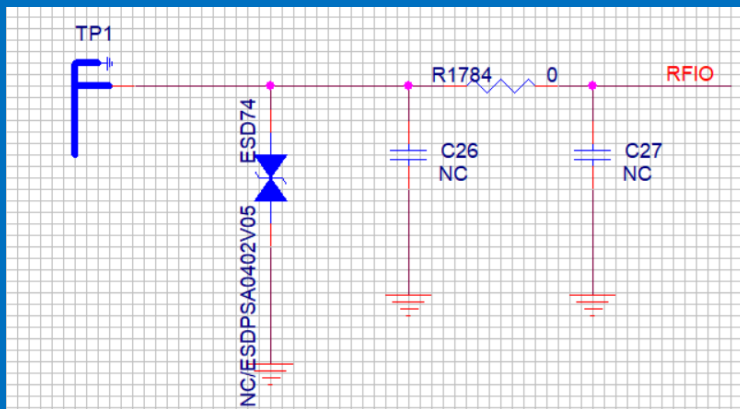 TP1
R1784 0
RFIO
ESD74
C26
NC
C27
NC
NC/ESDPSA0402V05